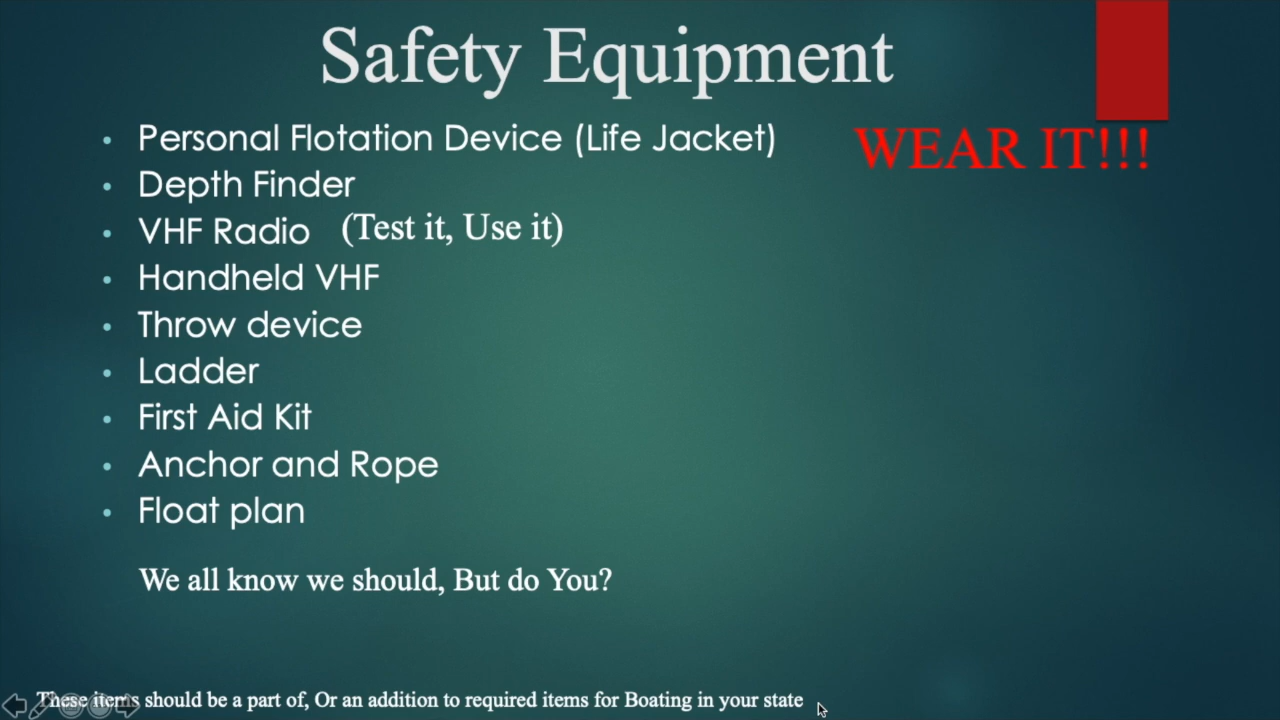 Safety Equipment
Personal Flotation Device (Life Jacket)
WEAR IT!!!
Depth Finder
VHF Radio (Test it, Use it)
Handheld VHF
Throw device
Ladder
First Aid Kit
Anchor and Rope
Float plan
We all know we should, But do You?
These items should be a part of, Or an addition to required items for Boating in your state